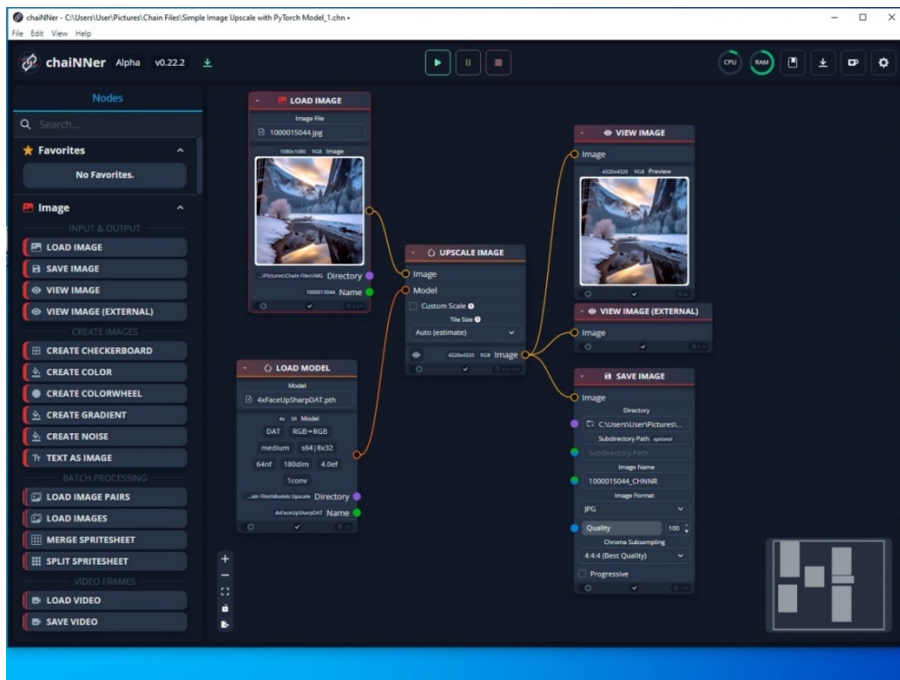 chaiNNer - C:\Users\User\Pictures\Chain Files\Simple Image Upscale with PyTorch Model_1.chn •
File Edit View Help
chaiNNer Alpha v0.22.2
CPU
RAM
Nodes
Search...
Favorites
No Favorites.
Image
INPUT & OUTPUT
LOAD IMAGE
SAVE IMAGE
VIEW IMAGE
VIEW IMAGE (EXTERNAL)
CREATE IMAGES
CREATE CHECKERBOARD
CREATE COLOR
CREATE COLORWHEEL
CREATE GRADIENT
CREATE NOISE
TEXT AS IMAGE
BATCH PROCESSING
LOAD IMAGE PAIRS
LOAD IMAGES
MERGE SPRITESHEET
SPLIT SPRITESHEET
VIDEO FRAMES
LOAD VIDEO
SAVE VIDEO
LOAD IMAGE
Image File
1000015044.jpg
1080x1080 RGB Image
...\Pictures\Chain Files\IMG Directory
1000015044 Name
LOAD MODEL
Model
4xFaceUpSharpDAT.pth
4x SR Model
DAT RGB→RGB
medium s64|8x32
64nf 180dim 4.0ef
1conv
...ain Files\Models Upscale Directory
4xFaceUpSharpDAT Name
UPSCALE IMAGE
Image
Model
Custom Scale
Tile Size
Auto (estimate)
4320x4320 RGB Image
VIEW IMAGE
Image
4320x4320 RGB Preview
VIEW IMAGE (EXTERNAL)
Image
SAVE IMAGE
Image
Directory
C:\Users\User\Pictures\...
Subdirectory Path optional
Subdirectory Path
Image Name
1000015044_CHNNR
Image Format
JPG
Quality 100
Chroma Subsampling
4:4:4 (Best Quality)
Progressive